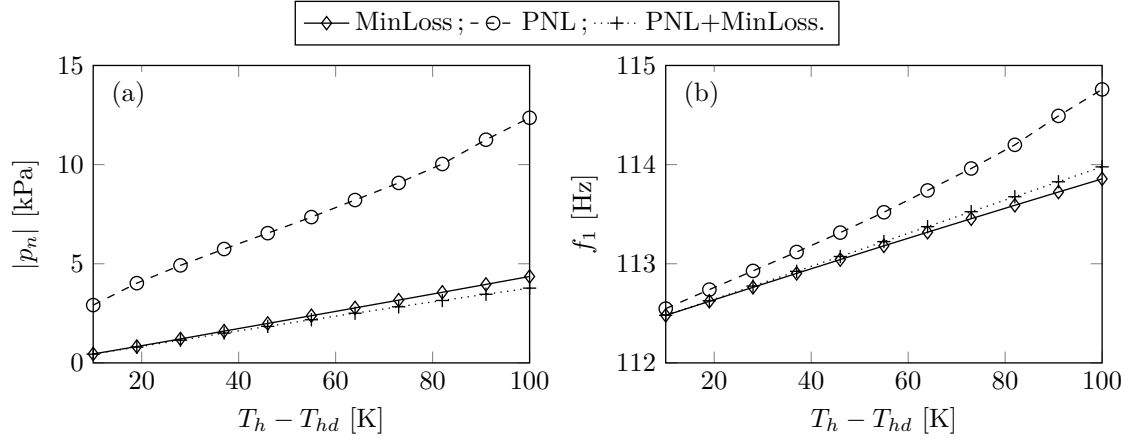 MinLoss ; PNL ; PNL+MinLoss.
(a)
|p_n| [kPa]
15
10
5
0
20 40 60 80 100
T_h − T_hd [K]
(b)
f_1 [Hz]
115
114
113
112
20 40 60 80 100
T_h − T_hd [K]